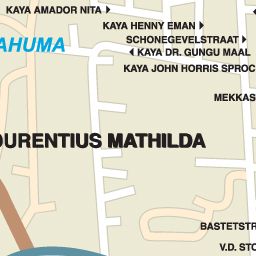 KAYA AMADOR NITA
KAYA HENNY EMAN
SCHONEGEVELSTRAAT
AHUMA
KAYA DR. GUNGU MAAL
KAYA JOHN HORRIS SPROC
MEKKAS
OURENTIUS MATHILDA
BASTETSTR
V.D. STO